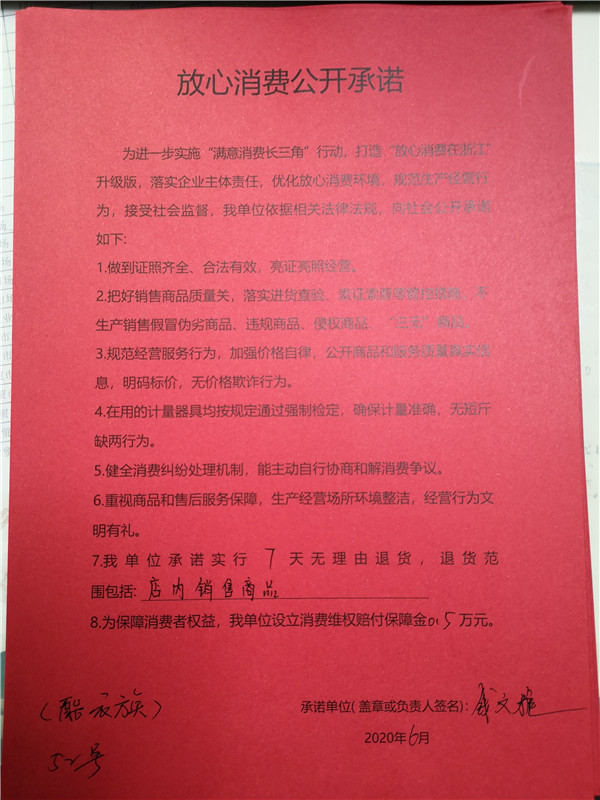 放心消费公开承诺
为进一步实施“满意消费长三角”行动，打造“放心消费在浙江”
升级版，落实企业主体责任，优化放心消费环境，规范生产经营行
为，接受社会监督，我单位依据相关法律法规，向社会公开承诺
如下：
1.做到证照齐全、合法有效，亮证亮照经营。
2.把好销售商品质量关，落实进货查验、索证索票等管控措施，不
生产销售假冒伪劣商品、违规商品、侵权商品、“三无”商品。
3.规范经营服务行为，加强价格自律，公开商品和服务质量真实信
息，明码标价，无价格欺诈行为。
4.在用的计量器具均按规定通过强制检定，确保计量准确，无短斤
缺两行为。
5.健全消费纠纷处理机制，能主动自行协商和解消费争议。
6.重视商品和售后服务保障，生产经营场所环境整洁，经营行为文
明有礼。
7.我单位承诺实行 7 天无理由退货，退货范
围包括: 店内销售商品
8.为保障消费者权益，我单位设立消费维权赔付保障金0.5万元。
(酷衣族)
承诺单位(盖章或负责人签名):
52号
2020年6月